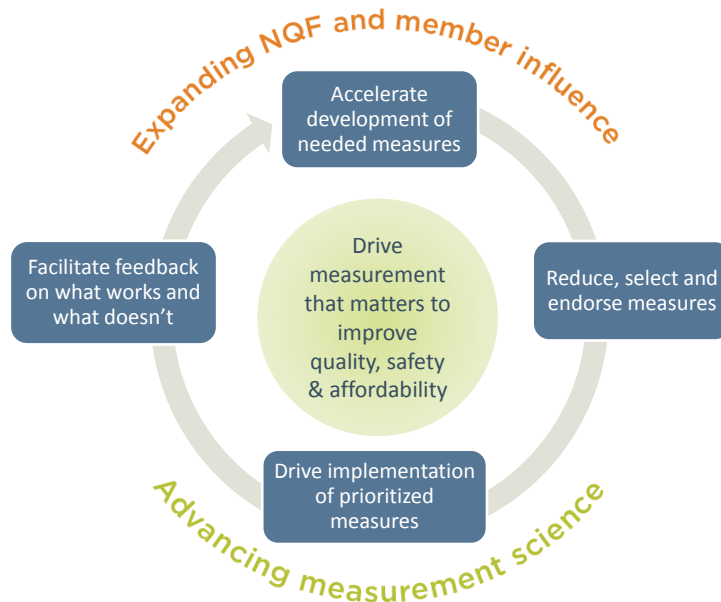 Expanding NQF and member influence
Accelerate
development of
needed measures
Facilitate feedback
on what works and
what doesn’t
Drive
measurement
that matters to
improve
quality, safety
& affordability
Reduce, select and
endorse measures
Drive implementation
of prioritized
measures
Advancing measurement science